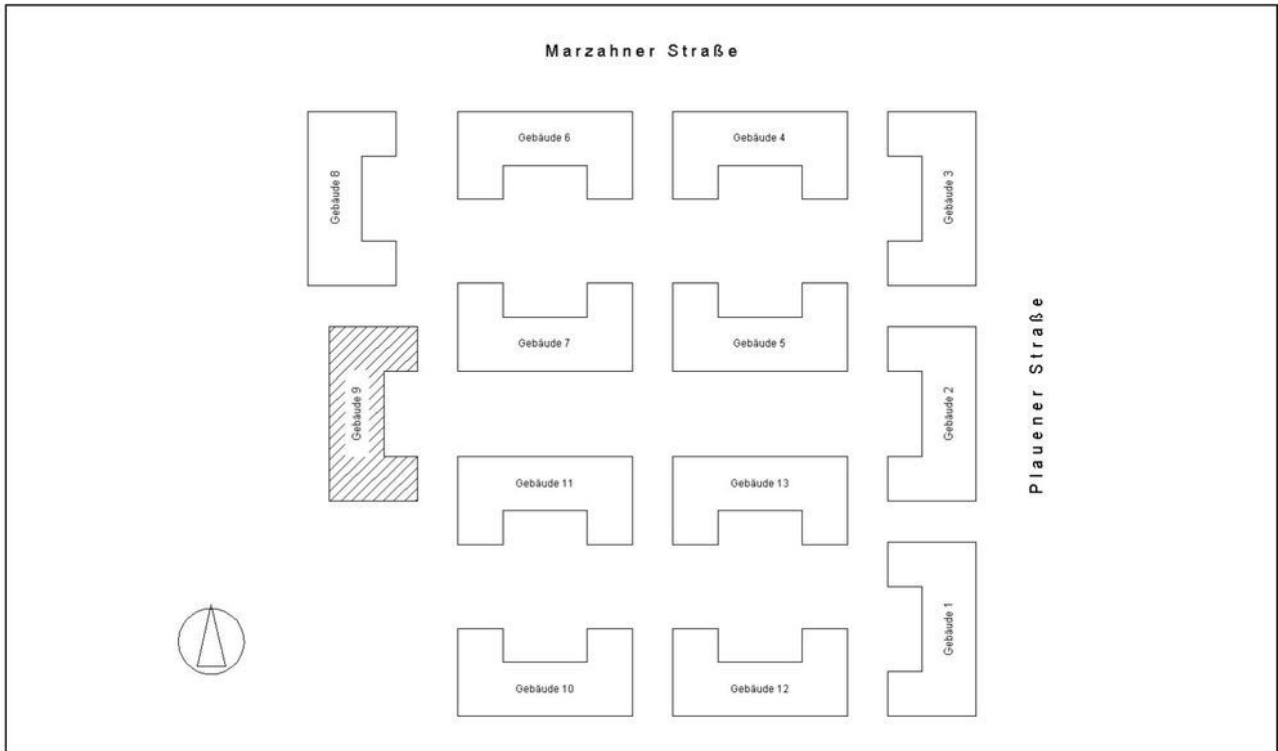 Marzahner Straße
Gebäude 6
Gebäude 4
Gebäude 8
Gebäude 3
Gebäude 7
Gebäude 5
Plauener Straße
Gebäude 9
Gebäude 2
Gebäude 11
Gebäude 13
Gebäude 1
Gebäude 10
Gebäude 12